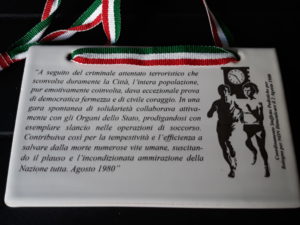 "A seguito del criminale attentato terroristico che
sconvolse duramente la Città, l'intera popolazione,
pur emotivamente coinvolta, dava eccezionale prova
di democratica fermezza e di civile coraggio. In una
gara spontanea di solidarietà collaborava attiva-
mente con gli Organi dello Stato, prodigandosi con
esemplare slancio nelle operazioni di soccorso.
Contribuiva così per la tempestività e l'efficienza a
salvare dalla morte numerose vite umane, suscitan-
do il plauso e l'incondizionata ammirazione della
Nazione tutta. Agosto 1980"